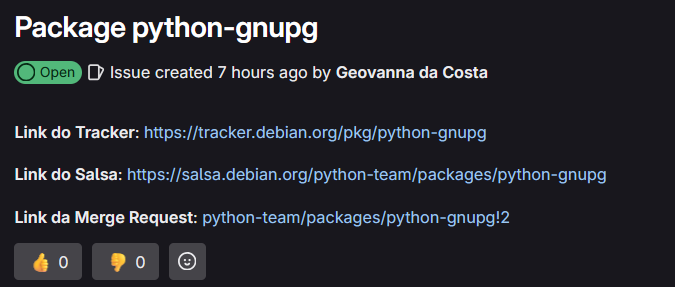 Package python-gnupg
Open Issue created 7 hours ago by Geovanna da Costa
Link do Tracker: https://tracker.debian.org/pkg/python-gnupg
Link do Salsa: https://salsa.debian.org/python-team/packages/python-gnupg
Link da Merge Request: python-team/packages/python-gnupg!2
👍 0 👎 0